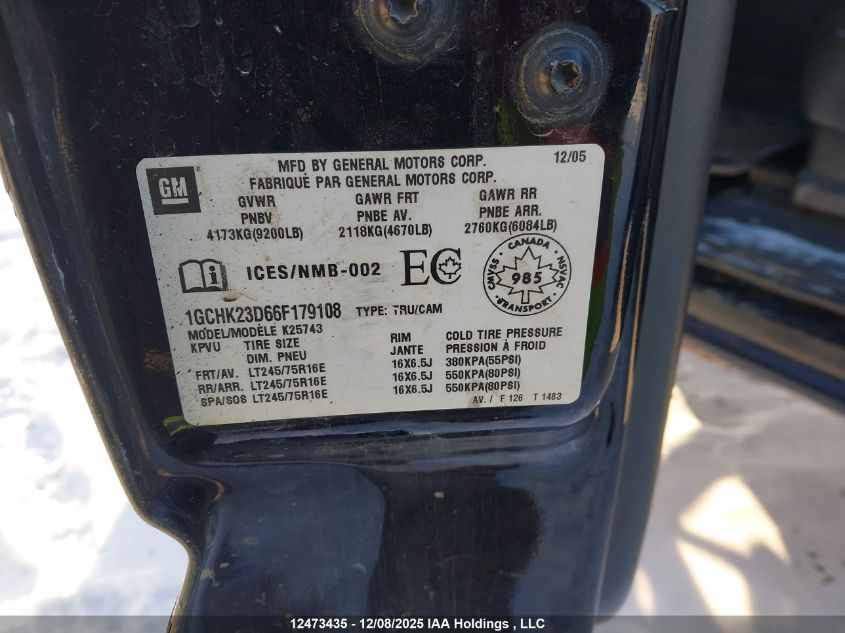 MFD BY GENERAL MOTORS CORP. 12/05
FABRIQUÉ PAR GENERAL MOTORS CORP.
GM
GVWR GAWR FRT GAWR RR
PNBV PNBE AV. PNBE ARR.
4173KG(9200LB) 2118KG(4670LB) 2760KG(6084LB)
ICES/NMB-002 EC
CANADA
CMVSS 985 NSVAC
TRANSPORT
1GCHK23D66F179108 TYPE: TRU/CAM
MODEL/MODÈLE K25743
KPVU TIRE SIZE RIM COLD TIRE PRESSURE
DIM. PNEU JANTE PRESSION À FROID
FRT/AV. LT245/75R16E 16X6.5J 380KPA(55PSI)
RR/ARR. LT245/75R16E 16X6.5J 550KPA(80PSI)
SPA/SOS LT245/75R16E 16X6.5J 550KPA(80PSI)
AV. / F 126 T 1483
12473435 - 12/08/2025 IAA Holdings , LLC